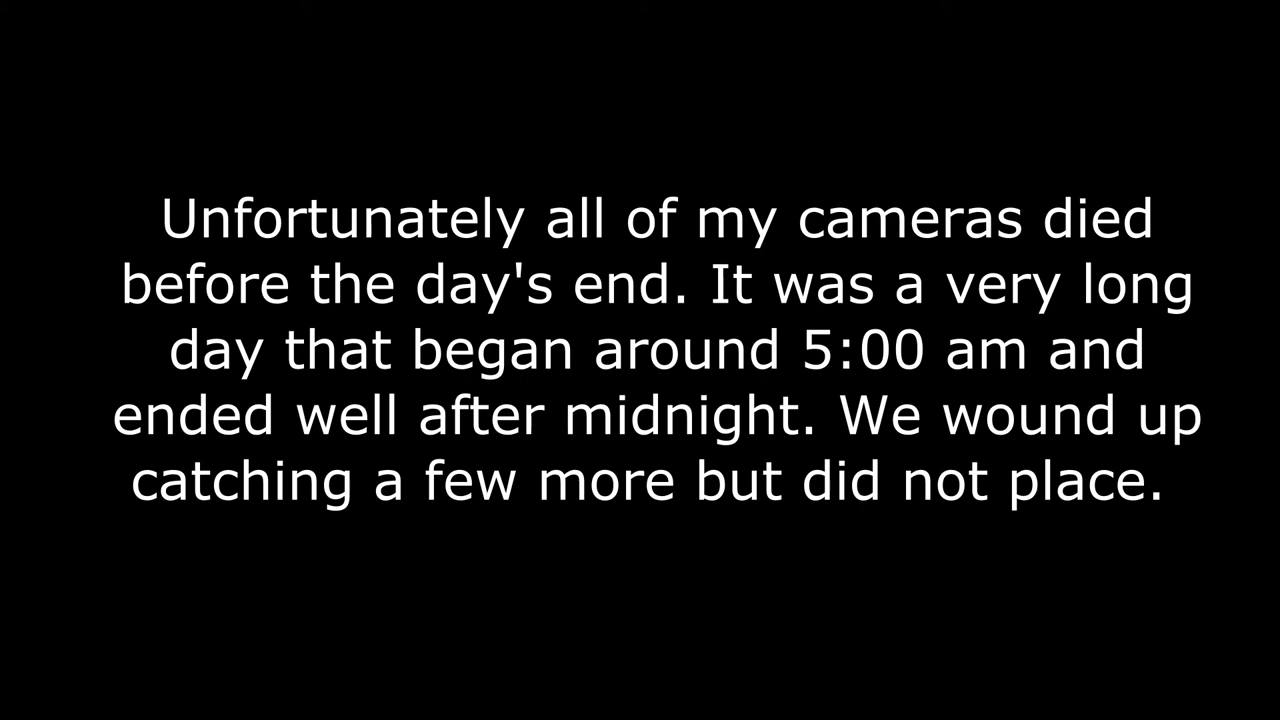 Unfortunately all of my cameras died
before the day's end. It was a very long
day that began around 5:00 am and
ended well after midnight. We wound up
catching a few more but did not place.